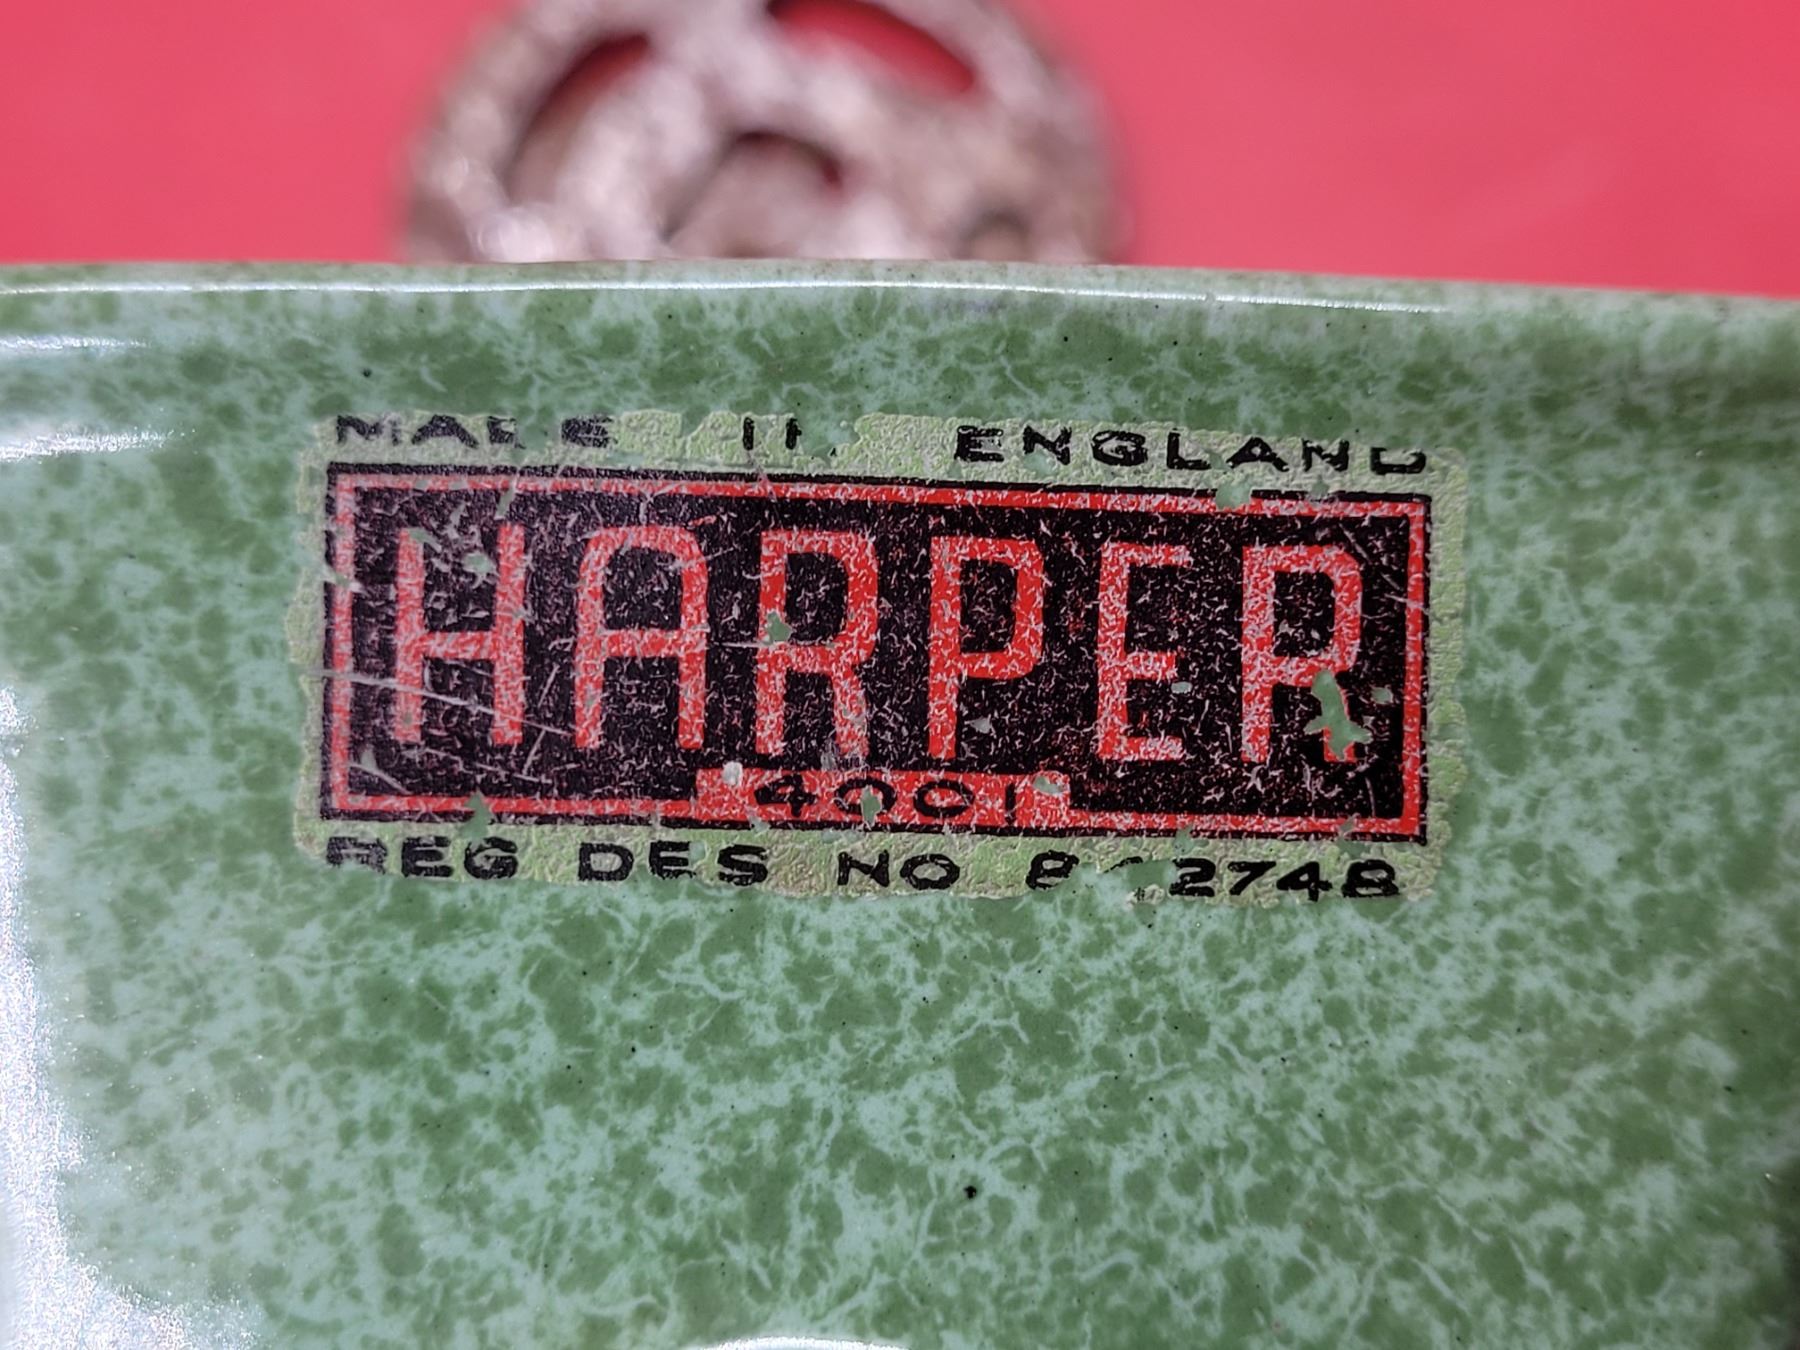 MADE IN ENGLAND
HARPER
4001
REG DES NO